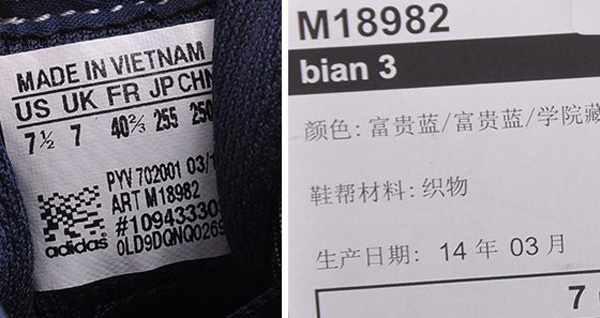 MADE IN VIETNAM
US UK FR JP CHN
7½ 7 40⅔ 255 250
PYV 702001 03/1
ART M18982
#10943330
adidas
0LD9DQNQ0269
M18982
bian 3
颜色: 富贵蓝/富贵蓝/学院藏
鞋帮材料: 织物
生产日期: 14 年 03 月
7